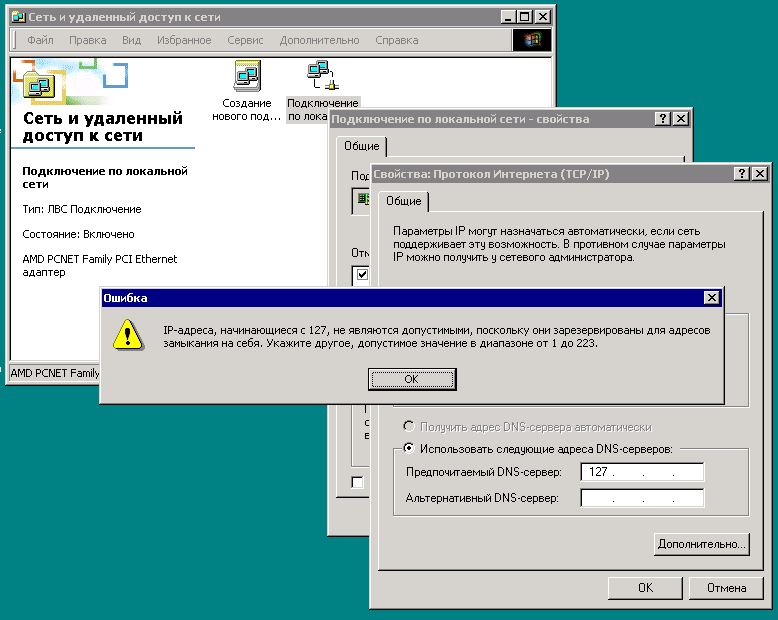 Сеть и удаленный доступ к сети
Файл Правка Вид Избранное Сервис Дополнительно Справка
Сеть и удаленный
доступ к сети
Подключение по локальной
сети
Тип: ЛВС Подключение
Состояние: Включено
AMD PCNET Family PCI Ethernet
адаптер
Создание
нового под...
Подключение
по лока
AMD PCNET Family
Подключение по локальной сети - свойства
Общие
Свойства: Протокол Интернета (TCP/IP)
Общие
Параметры IP могут назначаться автоматически, если сеть
поддерживает эту возможность. В противном случае параметры
IP можно получить у сетевого администратора.
Ошибка
IP-адреса, начинающиеся с 127, не являются допустимыми, поскольку они зарезервированы для адресов
замыкания на себя. Укажите другое, допустимое значение в диапазоне от 1 до 223.
OK
Получить адрес DNS-сервера автоматически
Использовать следующие адреса DNS-серверов:
Предпочитаемый DNS-сервер: 127 . . .
Альтернативный DNS-сервер: . . .
Дополнительно...
OK Отмена